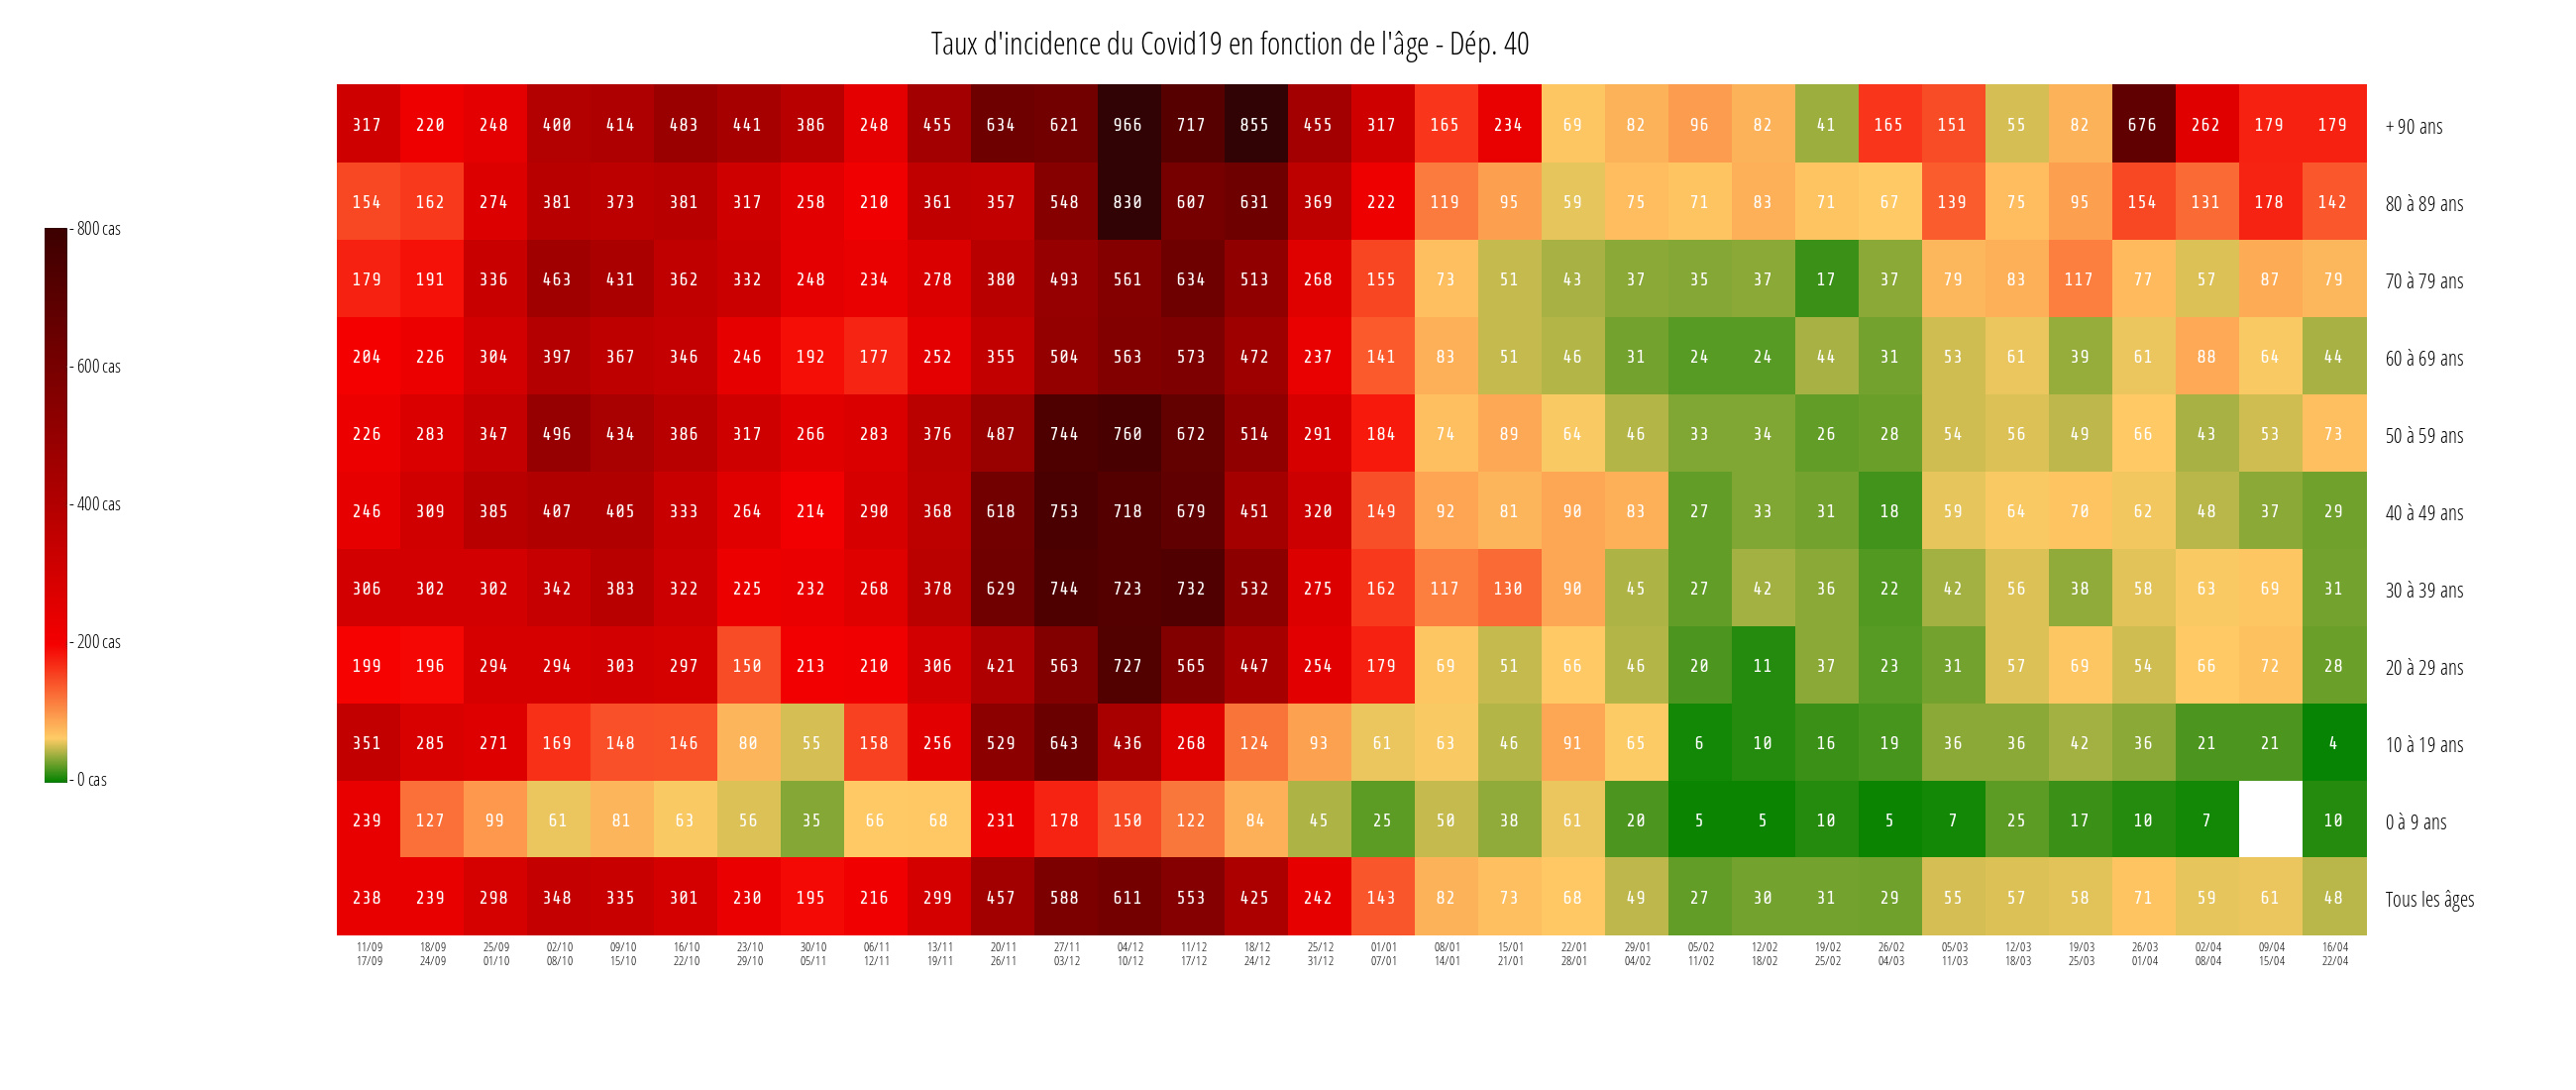 Taux d'incidence du Covid19 en fonction de l'âge - Dép. 40
- 800 cas
- 600 cas
- 400 cas
- 200 cas
- 0 cas
317 220 248 400 414 483 441 386 248 455 634 621 966 717 855 455 317 165 234 69 82 96 82 41 165 151 55 82 676 262 179 179 + 90 ans
154 162 274 381 373 381 317 258 210 361 357 548 830 607 631 369 222 119 95 59 75 71 83 71 67 139 75 95 154 131 178 142 80 à 89 ans
179 191 336 463 431 362 332 248 234 278 380 493 561 634 513 268 155 73 51 43 37 35 37 17 37 79 83 117 77 57 87 79 70 à 79 ans
204 226 304 397 367 346 246 192 177 252 355 504 563 573 472 237 141 83 51 46 31 24 24 44 31 53 61 39 61 88 64 44 60 à 69 ans
226 283 347 496 434 386 317 266 283 376 487 744 760 672 514 291 184 74 89 64 46 33 34 26 28 54 56 49 66 43 53 73 50 à 59 ans
246 309 385 407 405 333 264 214 290 368 618 753 718 679 451 320 149 92 81 90 83 27 33 31 18 59 64 70 62 48 37 29 40 à 49 ans
306 302 302 342 383 322 225 232 268 378 629 744 723 732 532 275 162 117 130 90 45 27 42 36 22 42 56 38 58 63 69 31 30 à 39 ans
199 196 294 294 303 297 150 213 210 306 421 563 727 565 447 254 179 69 51 66 46 20 11 37 23 31 57 69 54 66 72 28 20 à 29 ans
351 285 271 169 148 146 80 55 158 256 529 643 436 268 124 93 61 63 46 91 65 6 10 16 19 36 36 42 36 21 21 4 10 à 19 ans
239 127 99 61 81 63 56 35 66 68 231 178 150 122 84 45 25 50 38 61 20 5 5 10 5 7 25 17 10 7 10 0 à 9 ans
238 239 298 348 335 301 230 195 216 299 457 588 611 553 425 242 143 82 73 68 49 27 30 31 29 55 57 58 71 59 61 48 Tous les âges
11/09 18/09 25/09 02/10 09/10 16/10 23/10 30/10 06/11 13/11 20/11 27/11 04/12 11/12 18/12 25/12 01/01 08/01 15/01 22/01 29/01 05/02 12/02 19/02 26/02 05/03 12/03 19/03 26/03 02/04 09/04 16/04
17/09 24/09 01/10 08/10 15/10 22/10 29/10 05/11 12/11 19/11 26/11 03/12 10/12 17/12 24/12 31/12 07/01 14/01 21/01 28/01 04/02 11/02 18/02 25/02 04/03 11/03 18/03 25/03 01/04 08/04 15/04 22/04